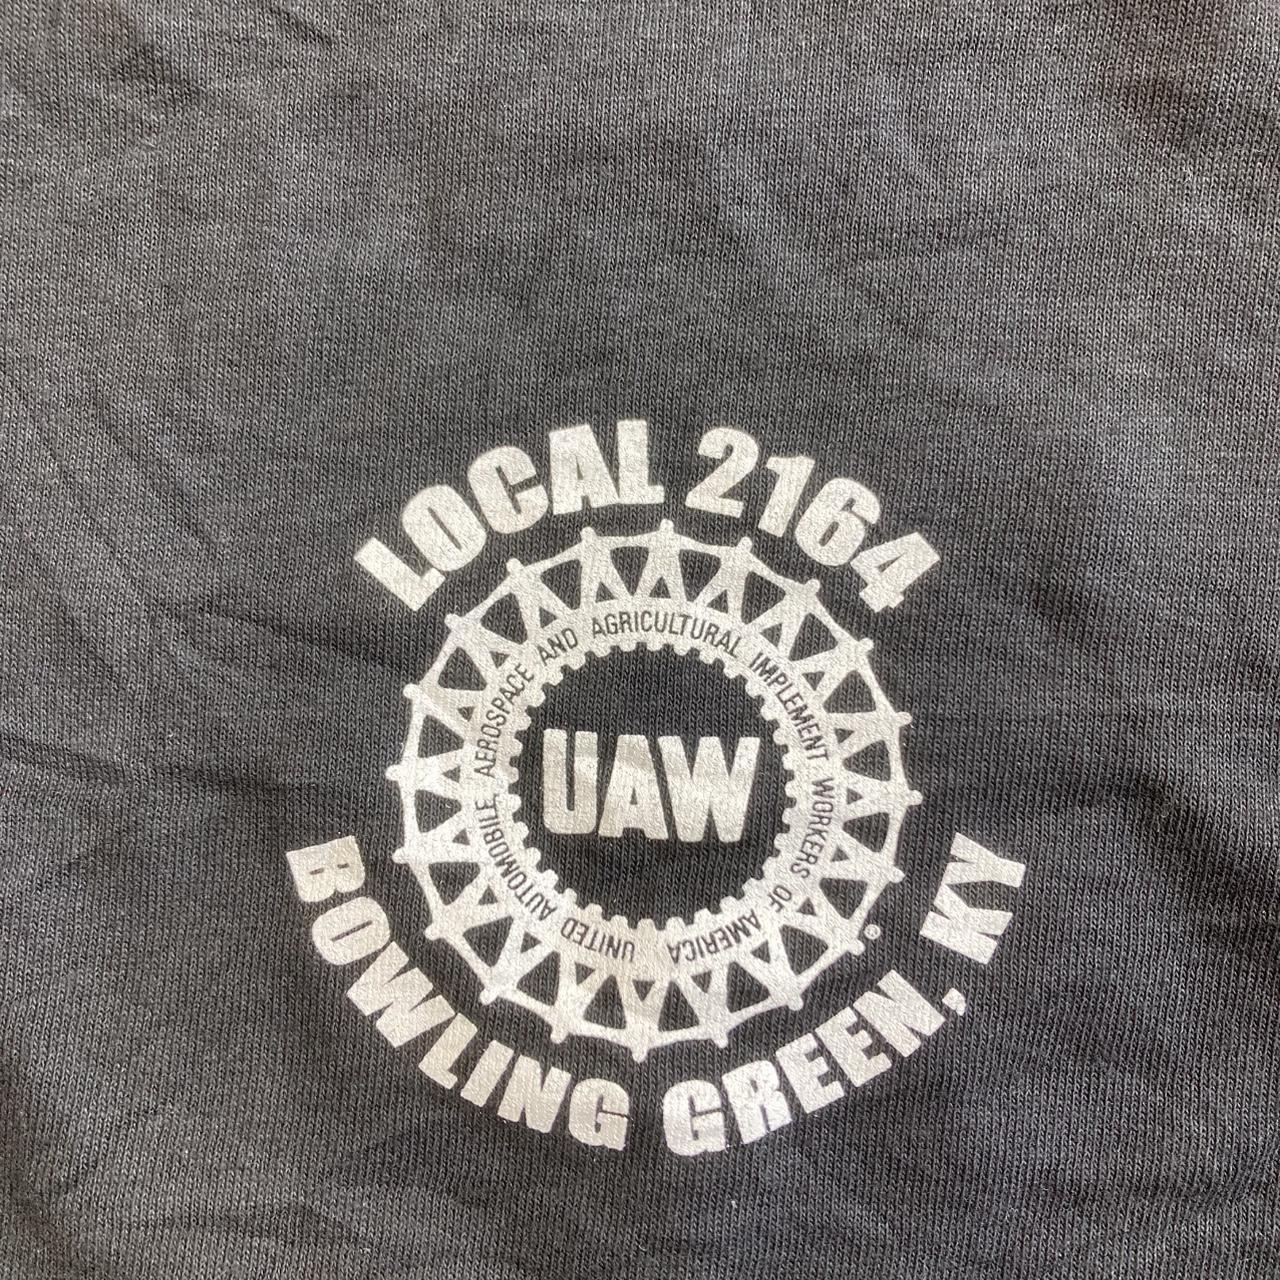 LOCAL 2164
UNITED AUTOMOBILE AEROSPACE AND AGRICULTURAL IMPLEMENT WORKERS OF AMERICA
UAW
BOWLING GREEN, KY